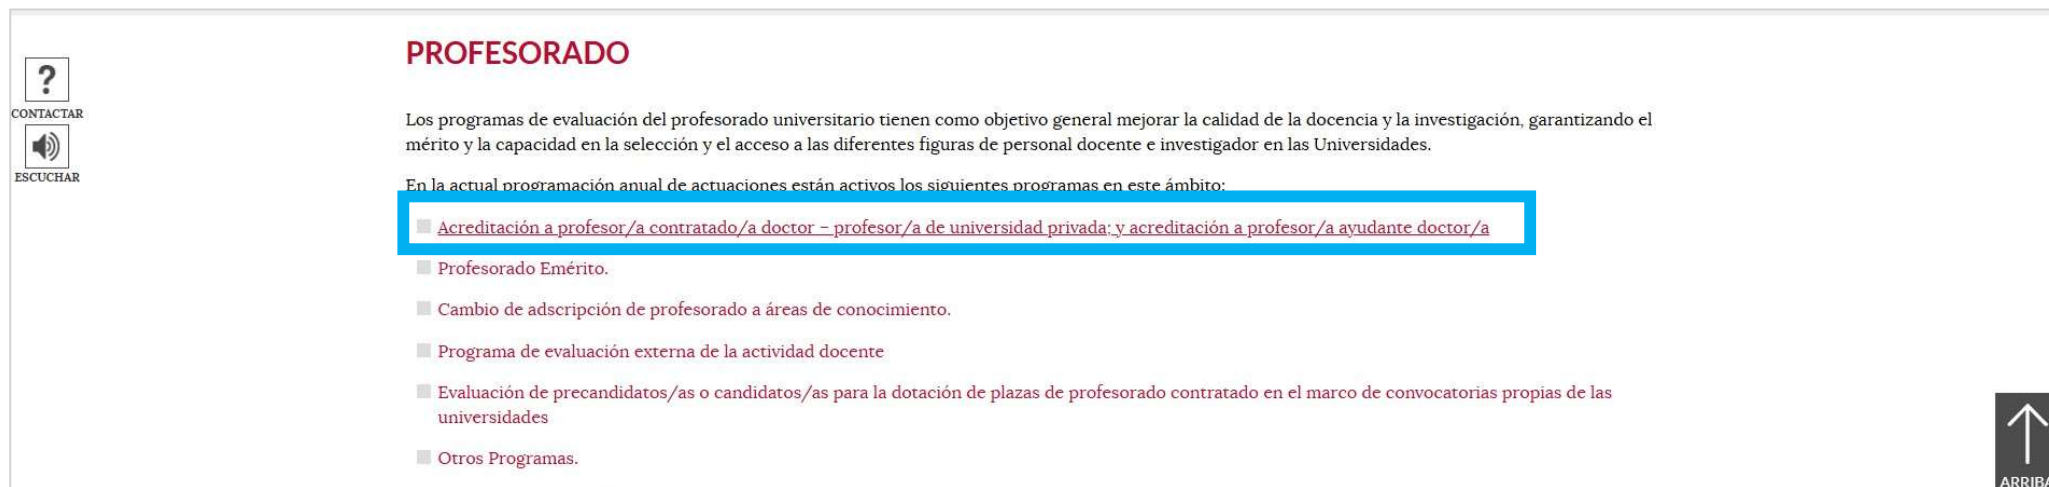 PROFESORADO
?
CONTACTAR
ESCUCHAR
Los programas de evaluación del profesorado universitario tienen como objetivo general mejorar la calidad de la docencia y la investigación, garantizando el
mérito y la capacidad en la selección y el acceso a las diferentes figuras de personal docente e investigador en las Universidades.
En la actual programación anual de actuaciones están activos los siguientes programas en este ámbito:
Acreditación a profesor/a contratado/a doctor – profesor/a de universidad privada; y acreditación a profesor/a ayudante doctor/a
Profesorado Emérito.
Cambio de adscripción de profesorado a áreas de conocimiento.
Programa de evaluación externa de la actividad docente
Evaluación de precandidatos/as o candidatos/as para la dotación de plazas de profesorado contratado en el marco de convocatorias propias de las
universidades
Otros Programas.
ARRIBA